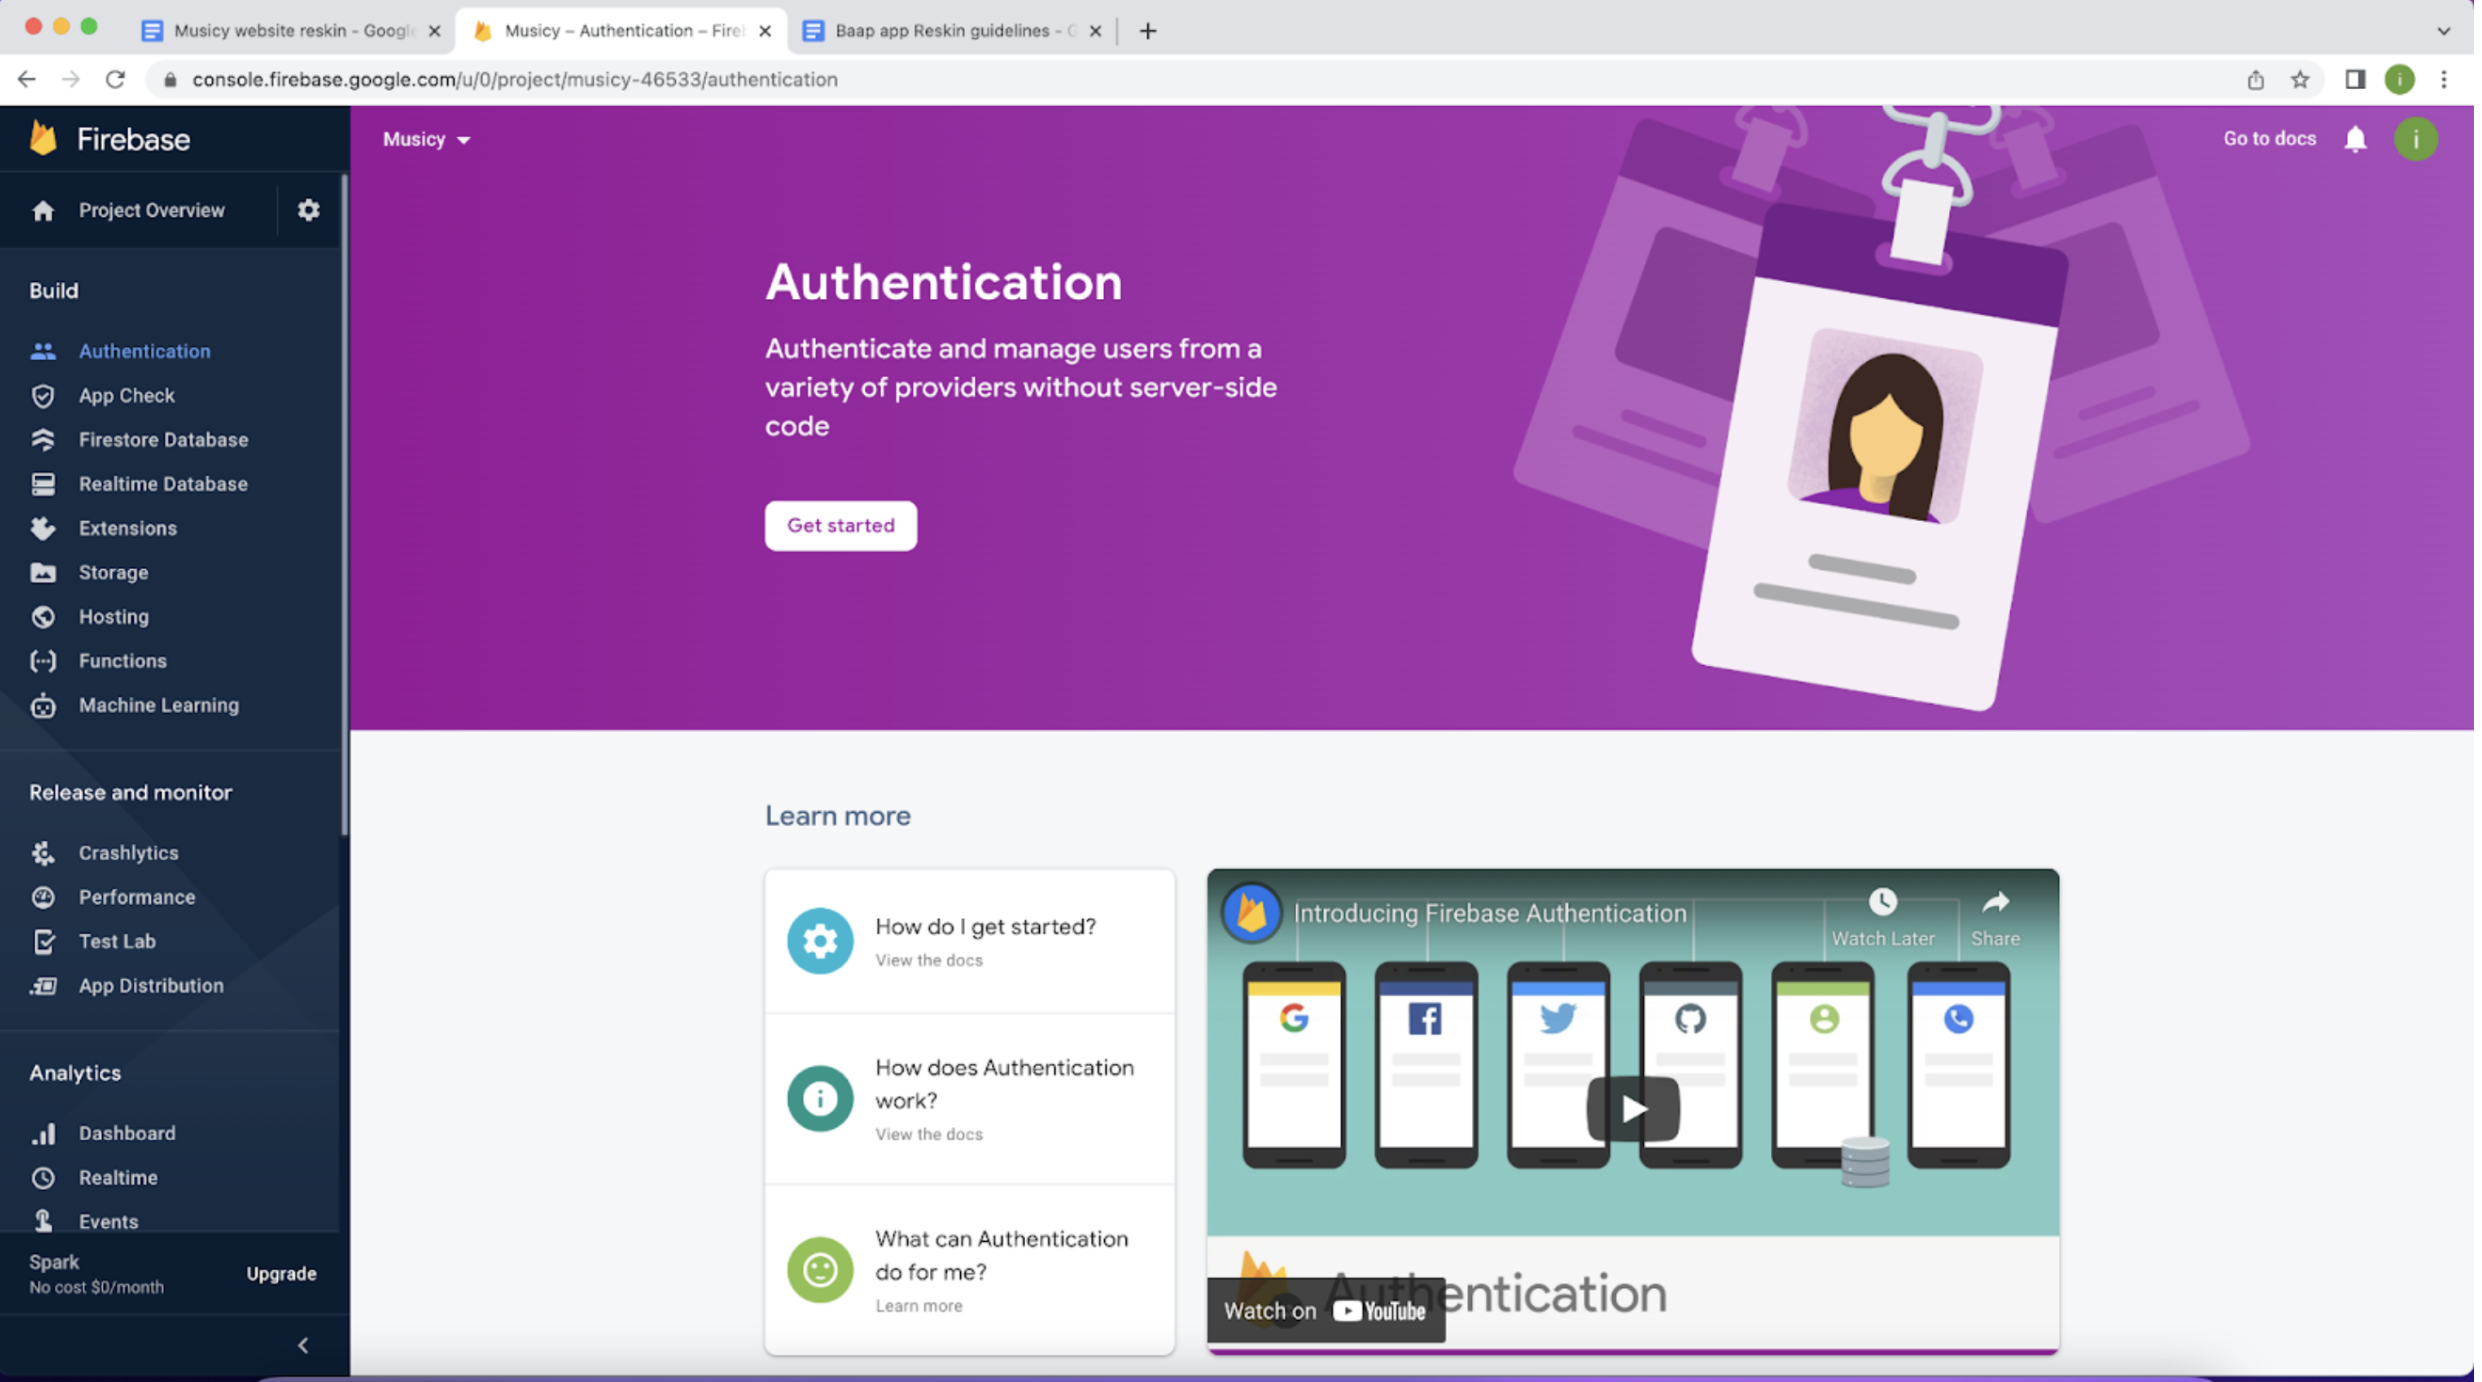 Musicy website reskin - Googl
Musicy – Authentication – Fire
Baap app Reskin guidelines -
console.firebase.google.com/u/0/project/musicy-46533/authentication
i
Firebase
Musicy
Go to docs
i
Project Overview
Build
Authentication
App Check
Firestore Database
Realtime Database
Extensions
Storage
Hosting
Functions
Machine Learning
Release and monitor
Crashlytics
Performance
Test Lab
App Distribution
Analytics
Dashboard
Realtime
Events
Spark
No cost $0/month
Upgrade
Authentication
Authenticate and manage users from a
variety of providers without server-side
code
Get started
Learn more
How do I get started?
View the docs
How does Authentication
work?
View the docs
What can Authentication
do for me?
Learn more
Introducing Firebase Authentication
Watch Later
Share
Authentication
Watch on YouTube